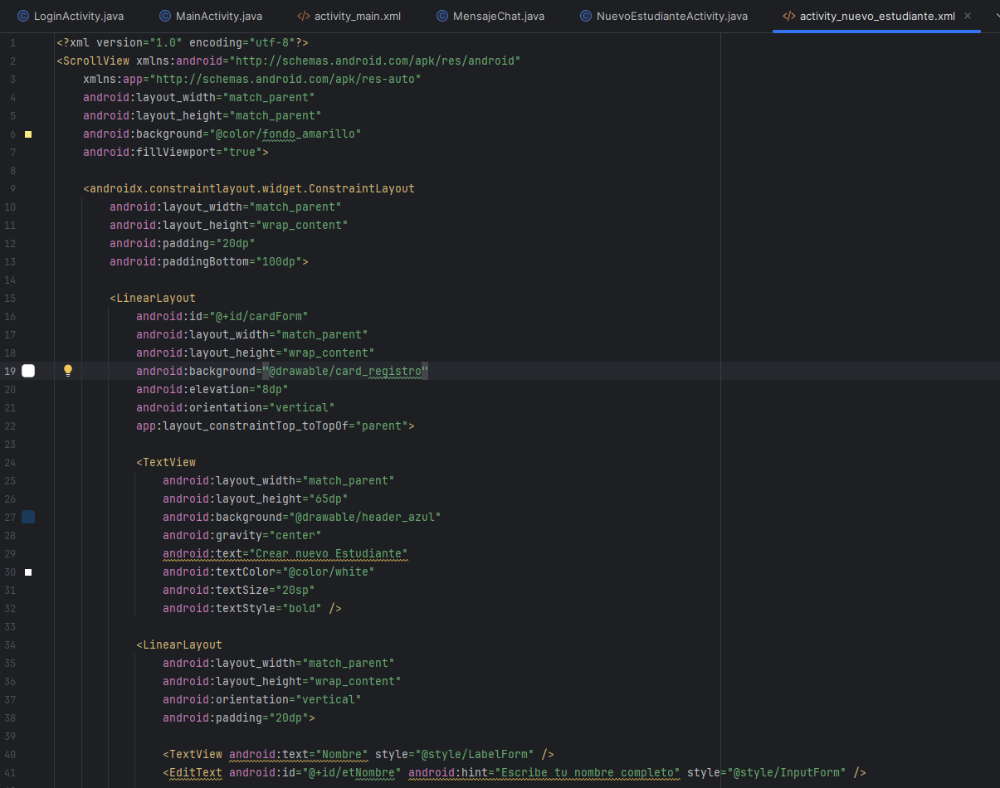 LoginActivity.java MainActivity.java activity_main.xml MensajeChat.java NuevoEstudianteActivity.java activity_nuevo_estudiante.xml
1 <?xml version="1.0" encoding="utf-8"?>
2 <ScrollView xmlns:android="http://schemas.android.com/apk/res/android"
3 xmlns:app="http://schemas.android.com/apk/res-auto"
4 android:layout_width="match_parent"
5 android:layout_height="match_parent"
6 android:background="@color/fondo_amarillo"
7 android:fillViewport="true">
8
9 <androidx.constraintlayout.widget.ConstraintLayout
10 android:layout_width="match_parent"
11 android:layout_height="wrap_content"
12 android:padding="20dp"
13 android:paddingBottom="100dp">
14
15 <LinearLayout
16 android:id="@+id/cardForm"
17 android:layout_width="match_parent"
18 android:layout_height="wrap_content"
19 android:background="@drawable/card_registro"
20 android:elevation="8dp"
21 android:orientation="vertical"
22 app:layout_constraintTop_toTopOf="parent">
23
24 <TextView
25 android:layout_width="match_parent"
26 android:layout_height="65dp"
27 android:background="@drawable/header_azul"
28 android:gravity="center"
29 android:text="Crear nuevo Estudiante"
30 android:textColor="@color/white"
31 android:textSize="20sp"
32 android:textStyle="bold" />
33
34 <LinearLayout
35 android:layout_width="match_parent"
36 android:layout_height="wrap_content"
37 android:orientation="vertical"
38 android:padding="20dp">
39
40 <TextView android:text="Nombre" style="@style/LabelForm" />
41 <EditText android:id="@+id/etNombre" android:hint="Escribe tu nombre completo" style="@style/InputForm" />